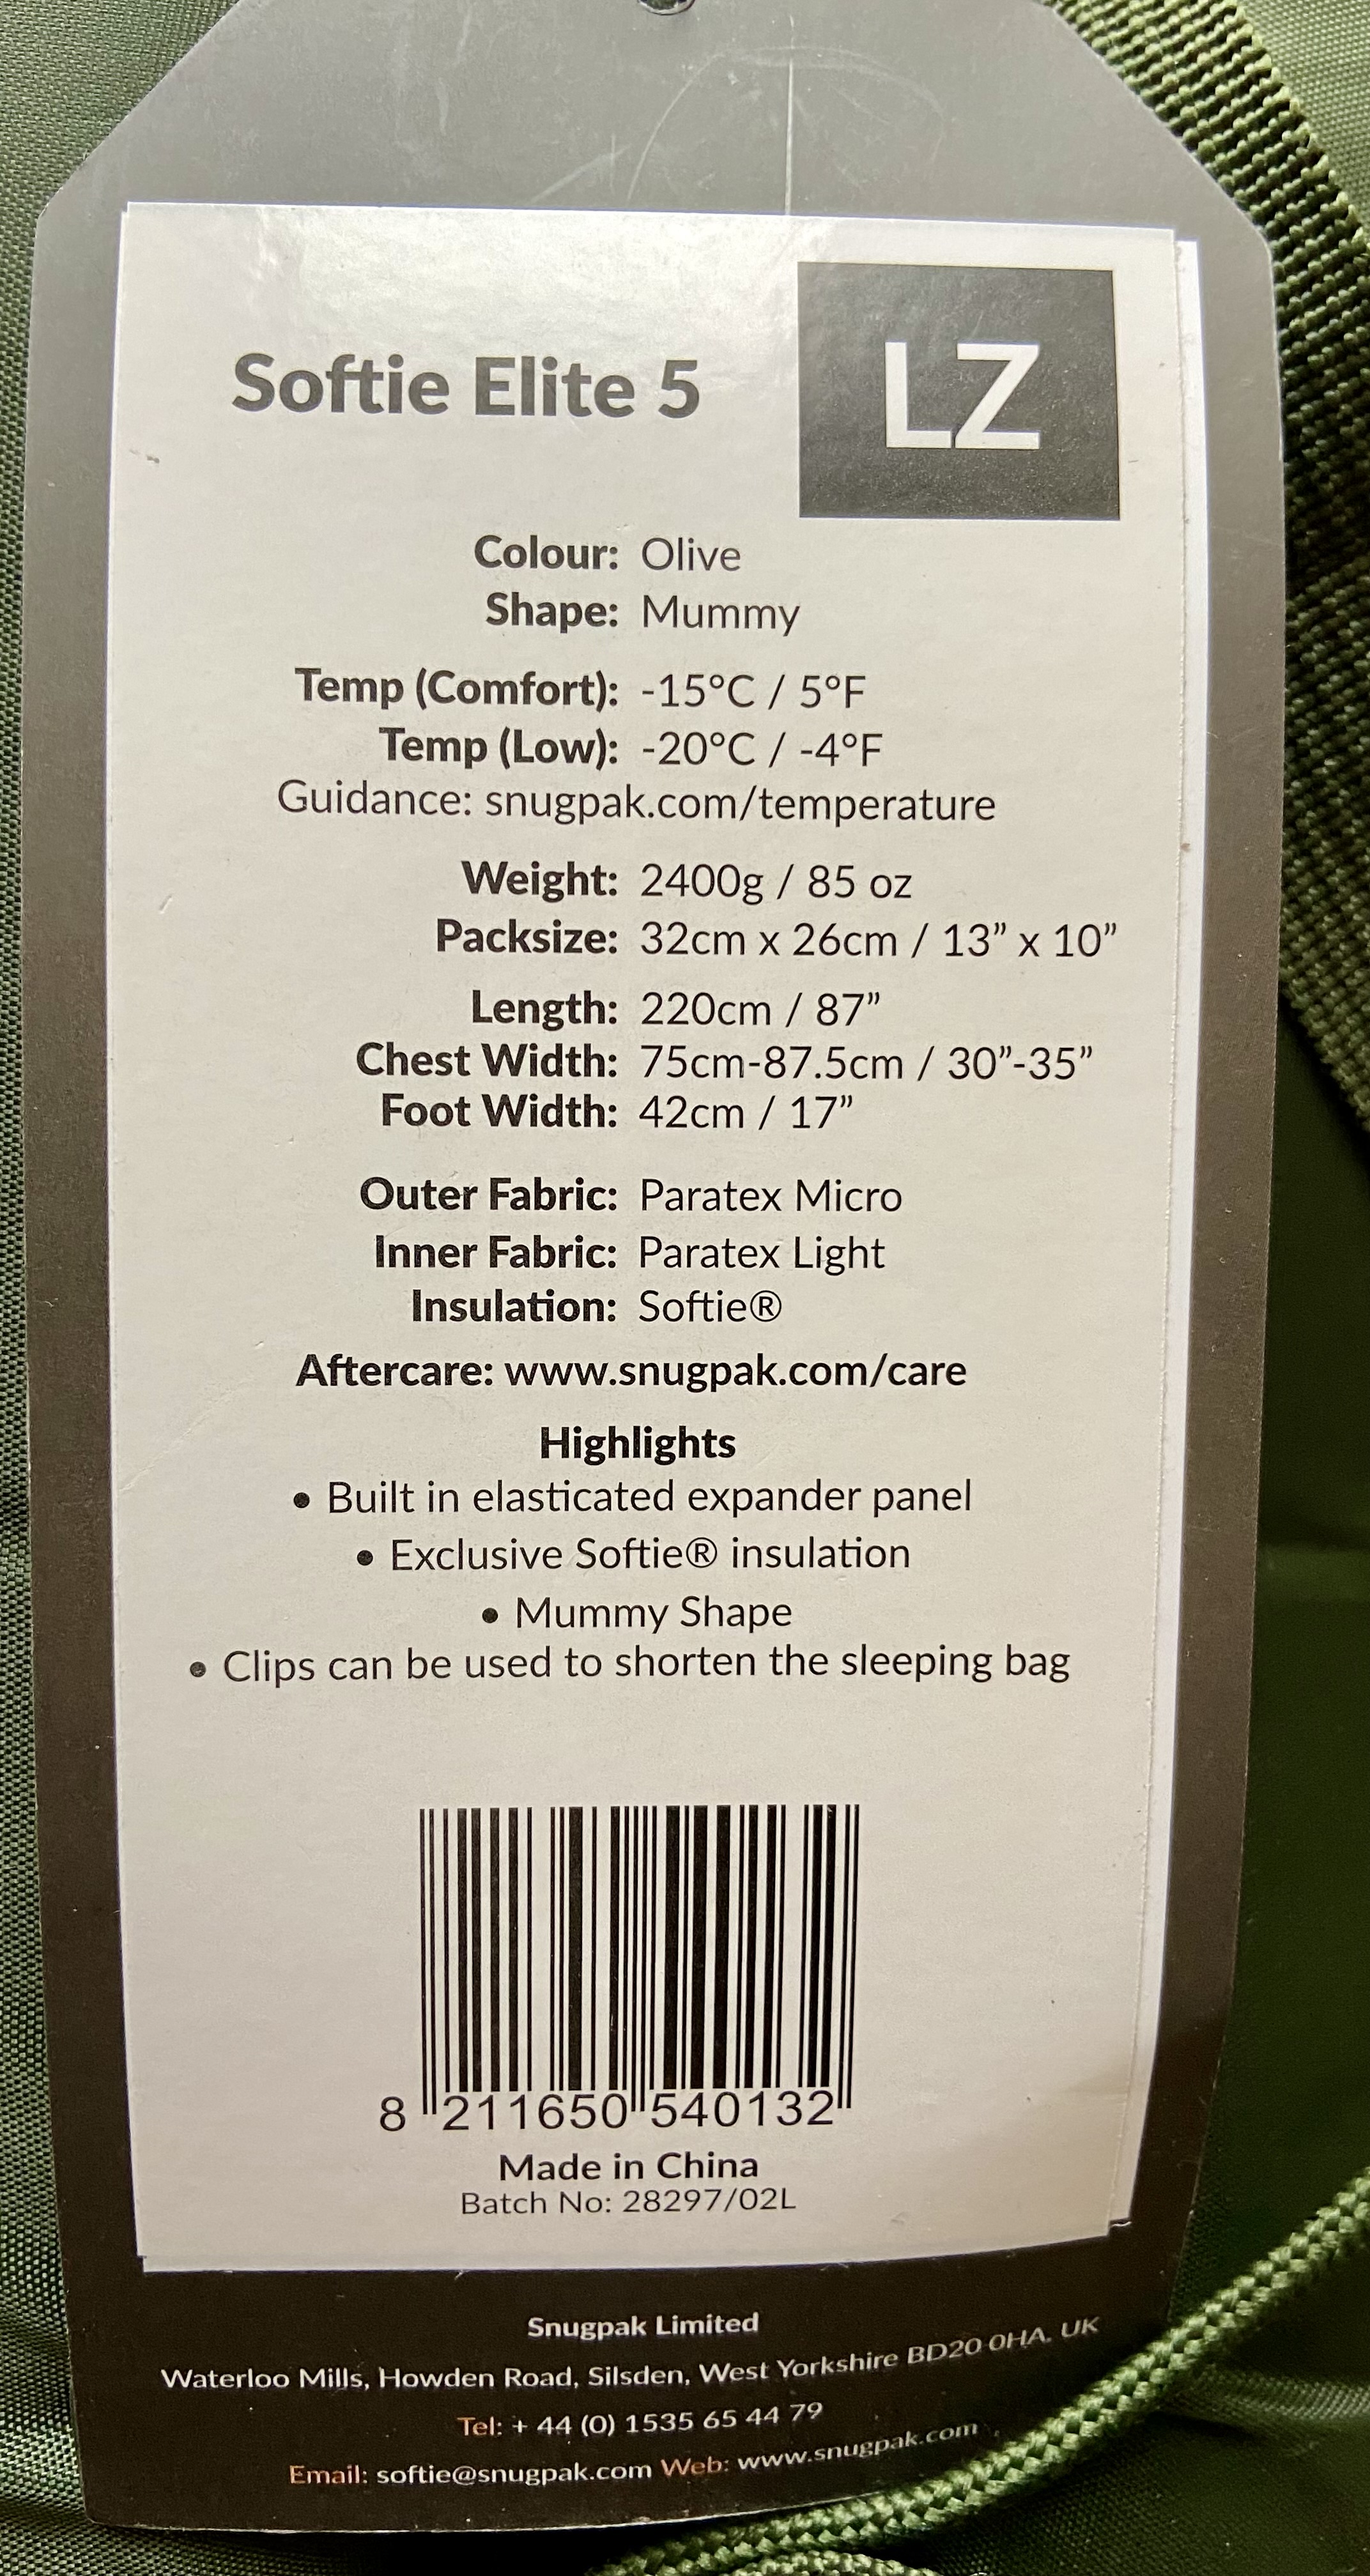 Softie Elite 5
LZ
Colour: Olive
Shape: Mummy
Temp (Comfort): -15°C / 5°F
Temp (Low): -20°C / -4°F
Guidance: snugpak.com/temperature
Weight: 2400g / 85 oz
Packsize: 32cm x 26cm / 13” x 10”
Length: 220cm / 87”
Chest Width: 75cm-87.5cm / 30”-35”
Foot Width: 42cm / 17”
Outer Fabric: Paratex Micro
Inner Fabric: Paratex Light
Insulation: Softie®
Aftercare: www.snugpak.com/care
Highlights
• Built in elasticated expander panel
• Exclusive Softie® insulation
• Mummy Shape
• Clips can be used to shorten the sleeping bag
8 211650 540132
Made in China
Batch No: 28297/02L
Snugpak Limited
Waterloo Mills, Howden Road, Silsden, West Yorkshire BD20 0HA. UK
Tel: + 44 (0) 1535 65 44 79
Email: softie@snugpak.com Web: www.snugpak.com